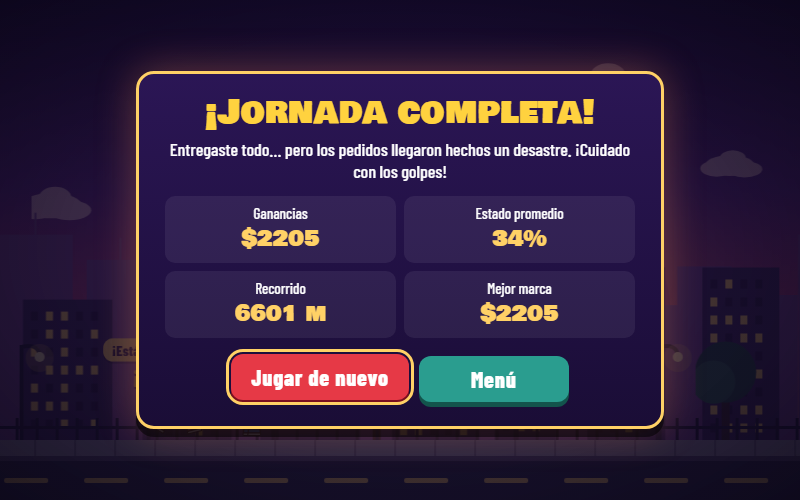 ¡JORNADA COMPLETA!
Entregaste todo... pero los pedidos llegaron hechos un desastre. ¡Cuidado
con los golpes!
Ganancias
$2205
Estado promedio
34%
Recorrido
6601 M
Mejor marca
$2205
¡Esta
Jugar de nuevo
Menú